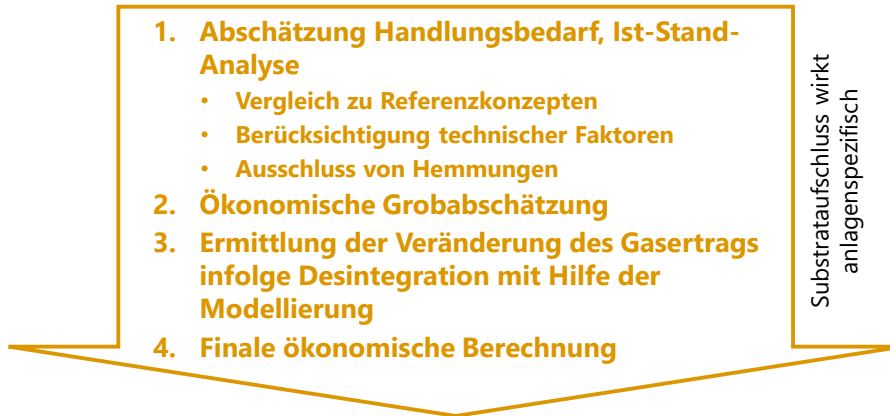 1. Abschätzung Handlungsbedarf, Ist-Stand-
Analyse
• Vergleich zu Referenzkonzepten
• Berücksichtigung technischer Faktoren
• Ausschluss von Hemmungen
2. Ökonomische Grobabschätzung
3. Ermittlung der Veränderung des Gasertrags
infolge Desintegration mit Hilfe der
Modellierung
4. Finale ökonomische Berechnung
Substrataufschluss wirkt
anlagenspezifisch